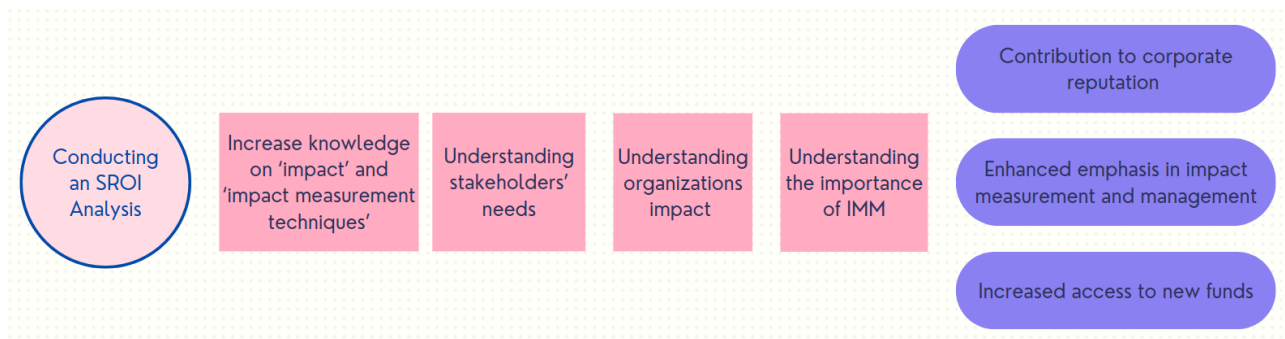 Conducting
an SROI
Analysis
Increase knowledge
on ‘impact’ and
‘impact measurement
techniques’
Understanding
stakeholders’
needs
Understanding
organizations
impact
Understanding
the importance
of IMM
Contribution to corporate
reputation
Enhanced emphasis in impact
measurement and management
Increased access to new funds